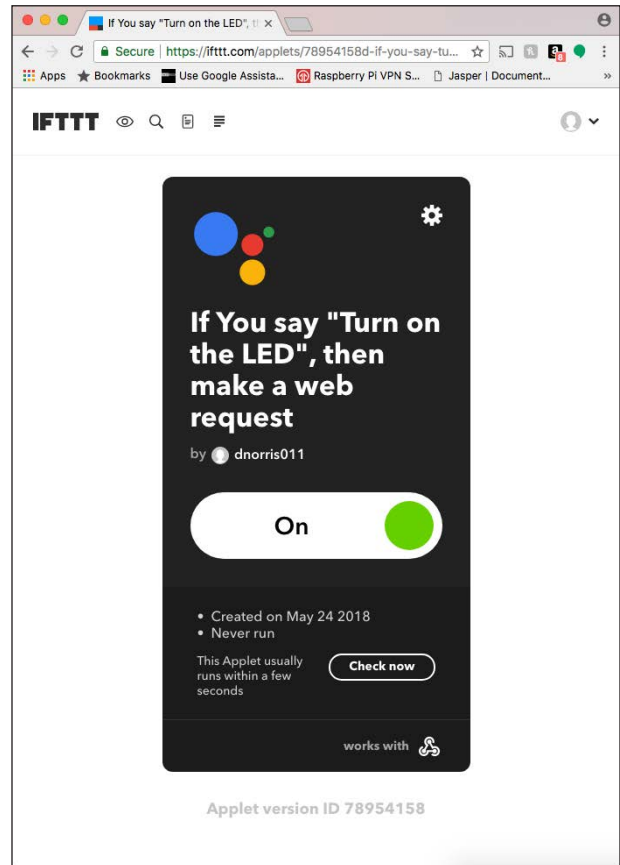 If You say "Turn on the LED", t
Secure | https://ifttt.com/applets/78954158d-if-you-say-tu...
Apps Bookmarks Use Google Assista... Raspberry Pi VPN S... Jasper | Document... »
IFTTT
If You say "Turn on
the LED", then
make a web
request
by dnorris011
On
• Created on May 24 2018
• Never run
This Applet usually
runs within a few
seconds
Check now
works with
Applet version ID 78954158